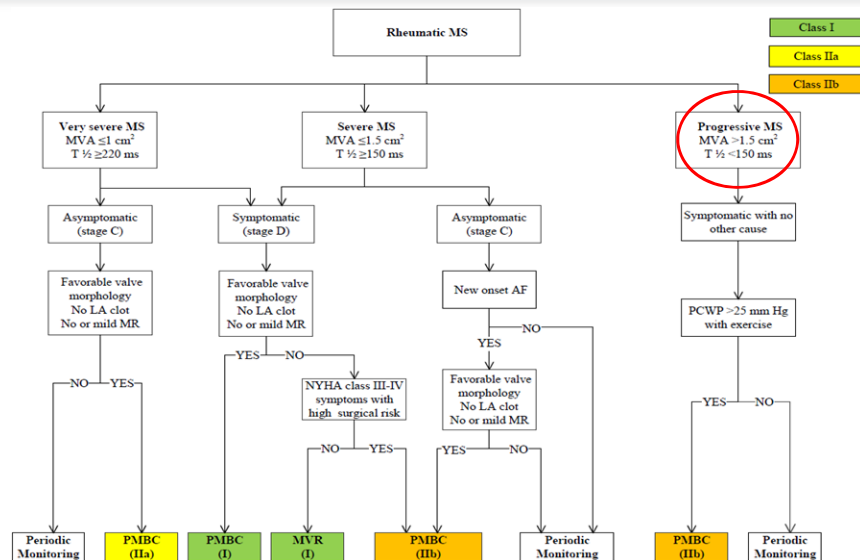 Rheumatic MS
Class I
Class IIa
Class IIb
Very severe MS
MVA ≤1 cm²
T ½ ≥220 ms
Severe MS
MVA ≤1.5 cm²
T ½ ≥150 ms
Progressive MS
MVA >1.5 cm²
T ½ <150 ms
Asymptomatic
(stage C)
Symptomatic
(stage D)
Asymptomatic
(stage C)
Symptomatic with no
other cause
Favorable valve
morphology
No LA clot
No or mild MR
Favorable valve
morphology
No LA clot
No or mild MR
New onset AF
PCWP >25 mm Hg
with exercise
NO
YES
YES
NO
NYHA class III-IV
symptoms with
high surgical risk
YES
NO
Favorable valve
morphology
No LA clot
No or mild MR
YES
NO
NO
YES
YES
NO
Periodic
Monitoring
PMBC
(IIa)
PMBC
(I)
MVR
(I)
PMBC
(IIb)
Periodic
Monitoring
PMBC
(IIb)
Periodic
Monitoring